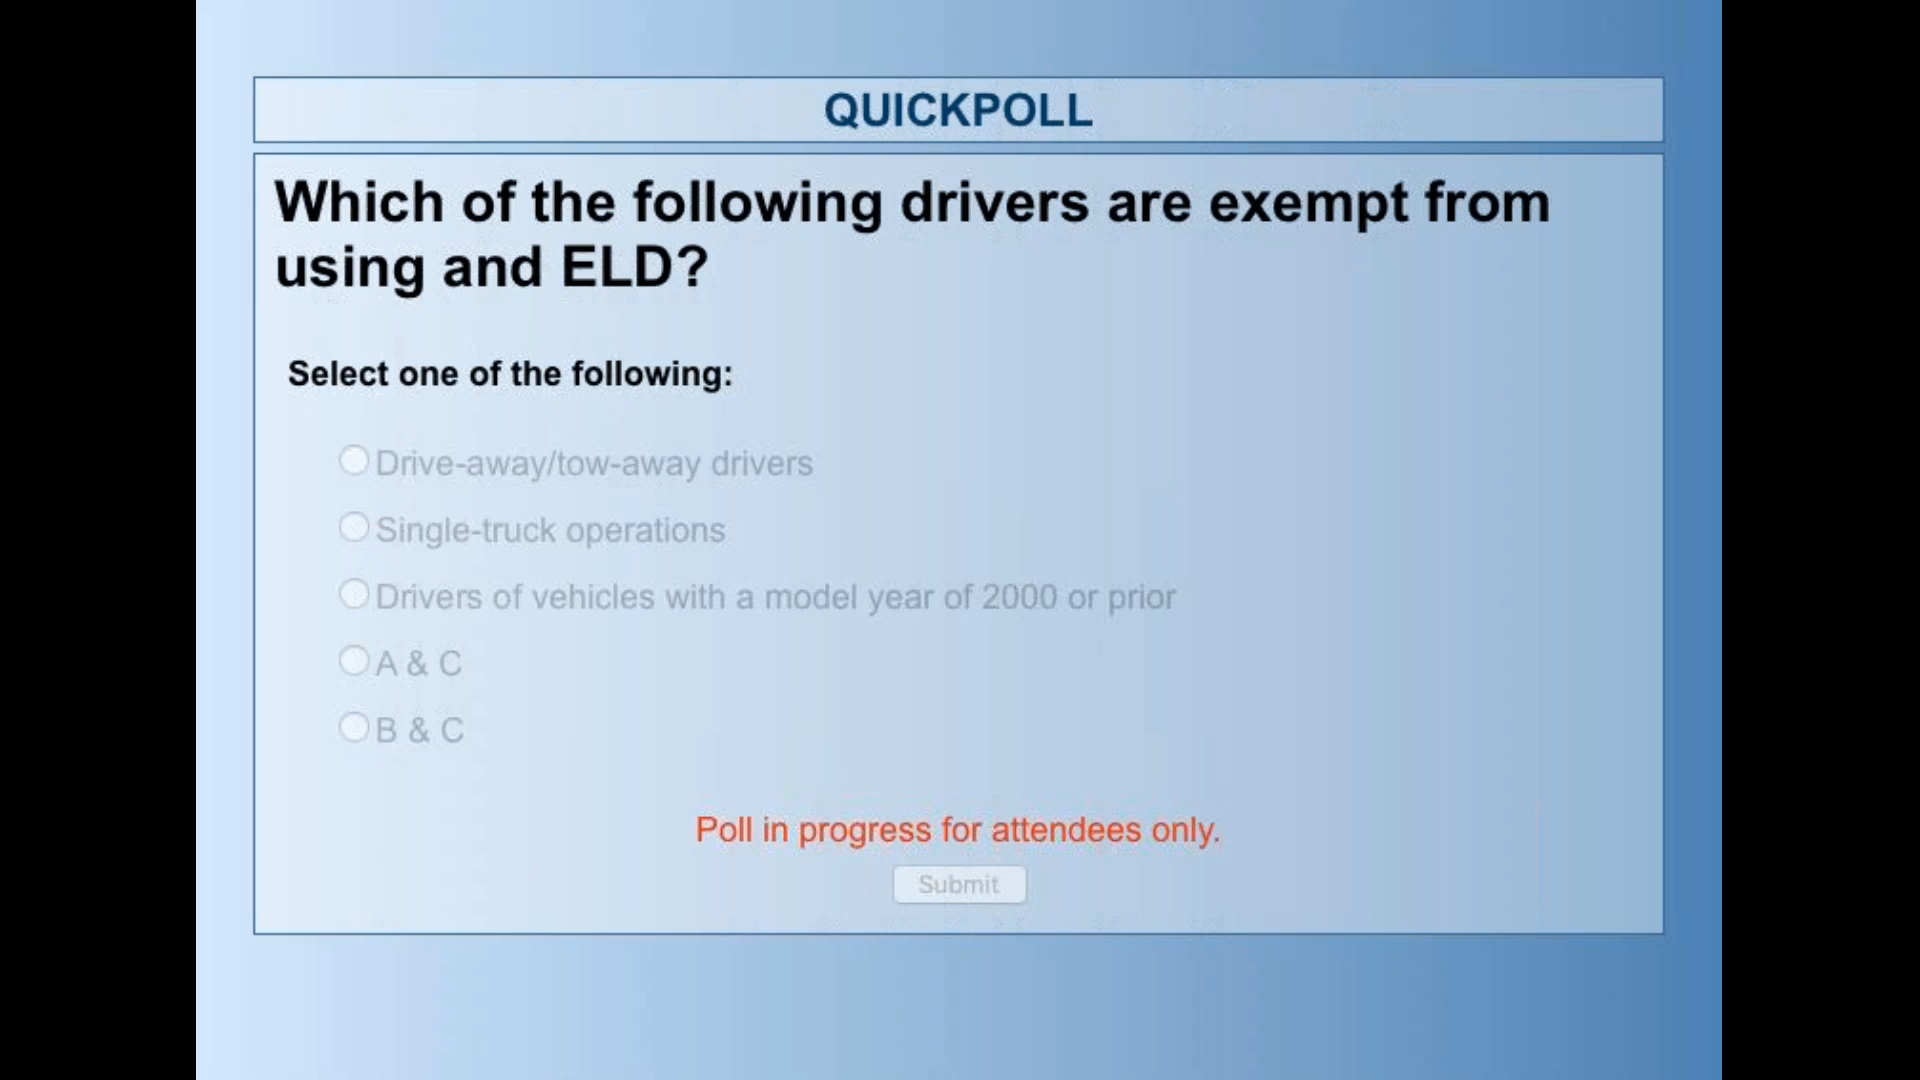 QUICKPOLL
Which of the following drivers are exempt from
using and ELD?
Select one of the following:
Drive-away/tow-away drivers
Single-truck operations
Drivers of vehicles with a model year of 2000 or prior
A & C
B & C
Poll in progress for attendees only.
Submit